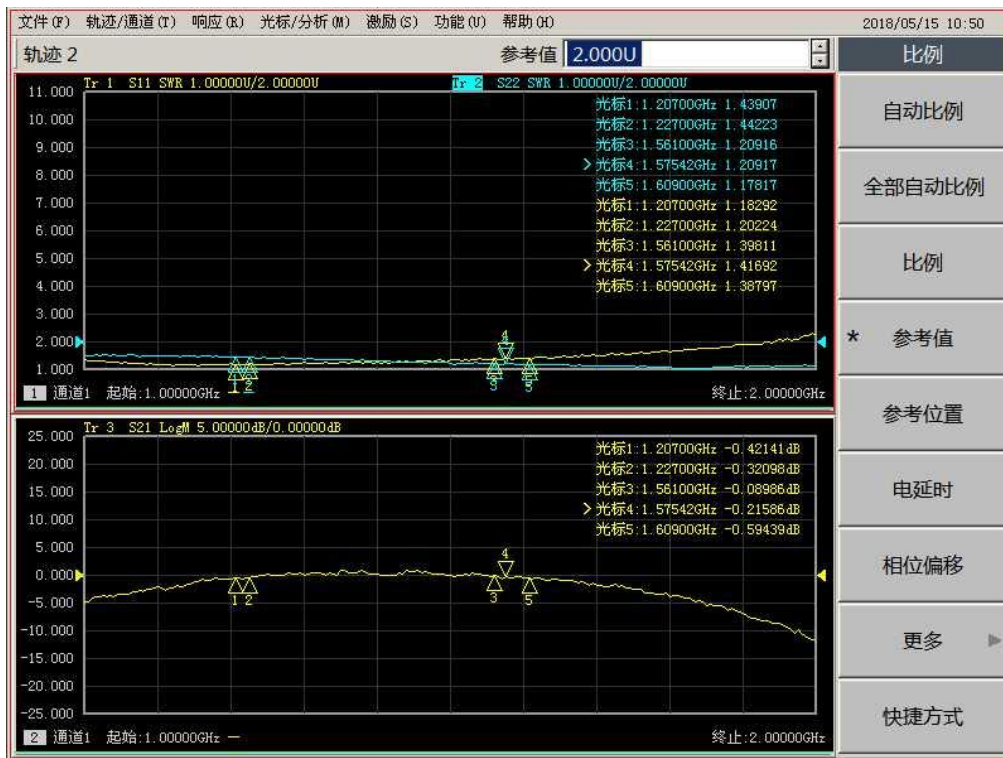 文件(F) 轨迹/通道(T) 响应(R) 光标/分析(M) 激励(S) 功能(U) 帮助(H) 2018/05/15 10:50
轨迹 2 参考值 2.000U 比例
Tr 1 S11 SWR 1.00000U/2.00000U Tr 2 S22 SWR 1.00000U/2.00000U
11.000
10.000
9.000
8.000
7.000
6.000
5.000
4.000
3.000
2.000
1.000
光标1:1.20700GHz 1.43907
光标2:1.22700GHz 1.44223
光标3:1.56100GHz 1.20916
>光标4:1.57542GHz 1.20917
光标5:1.60900GHz 1.17817
光标1:1.20700GHz 1.18292
光标2:1.22700GHz 1.20224
光标3:1.56100GHz 1.39811
>光标4:1.57542GHz 1.41692
光标5:1.60900GHz 1.38797
4
1 2 3 5
1 通道1 起始:1.00000GHz 终止:2.00000GHz
Tr 3 S21 LogM 5.00000dB/0.00000dB
25.000
20.000
15.000
10.000
5.000
0.000
-5.000
-10.000
-15.000
-20.000
-25.000
光标1:1.20700GHz -0.42141dB
光标2:1.22700GHz -0.32098dB
光标3:1.56100GHz -0.08986dB
>光标4:1.57542GHz -0.21586dB
光标5:1.60900GHz -0.59439dB
4
1 2 3 5
2 通道1 起始:1.00000GHz 终止:2.00000GHz
自动比例
全部自动比例
比例
* 参考值
参考位置
电延时
相位偏移
更多
快捷方式